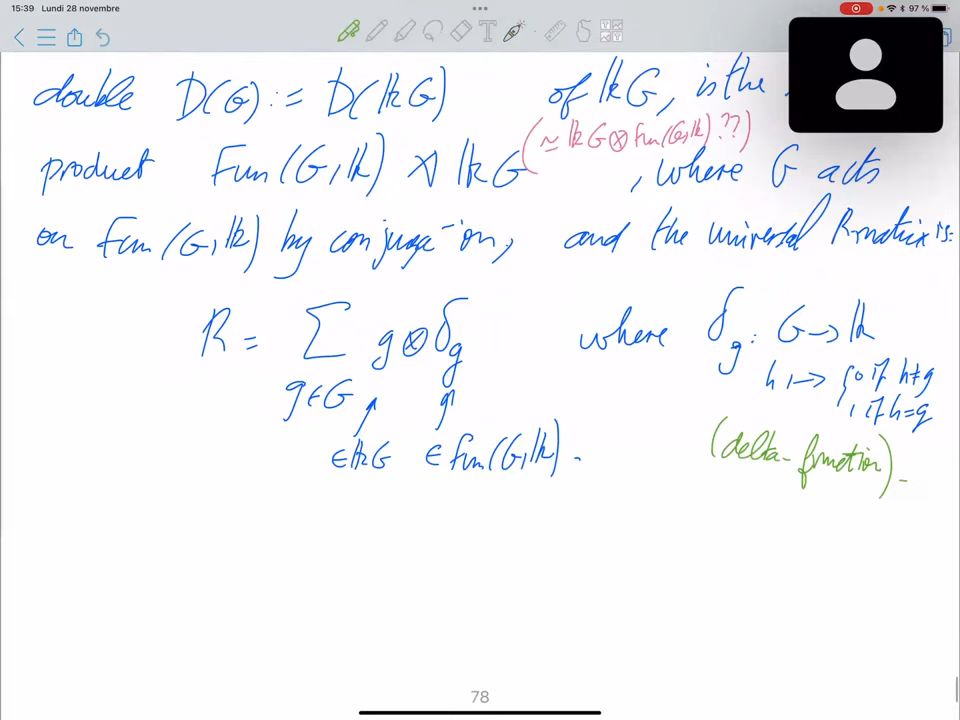 15:39 Lundi 28 novembre
97 %
double D(G) := D(𝕜G) of 𝕜G, is the
(≃ 𝕜G ⊗ Fun(G,𝕜) ??)
product Fun(G,𝕜) ⋊ 𝕜G , where G acts
on Fun(G,𝕜) by conjugation, and the universal R-matrix is:
R = ∑ g ⊗ δ_g where δ_g : G → 𝕜
g∈G h ↦ { 0 if h≠g
1 if h=g
∈𝕜G ∈ Fun(G,𝕜).
(delta-function).
78